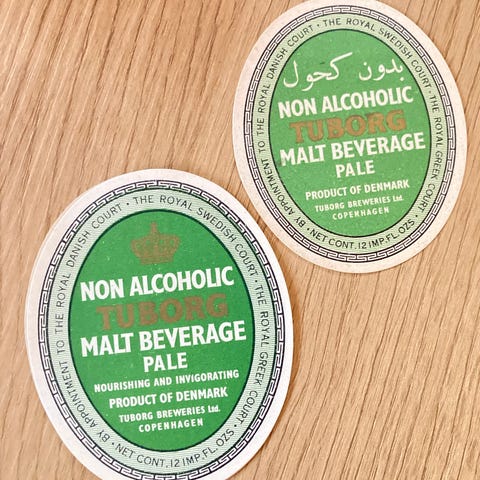 BY APPOINTMENT TO THE ROYAL DANISH COURT · THE ROYAL SWEDISH COURT · THE ROYAL GREEK COURT ·
NON ALCOHOLIC
TUBORG
MALT BEVERAGE
PALE
NOURISHING AND INVIGORATING
PRODUCT OF DENMARK
TUBORG BREWERIES Ltd.
COPENHAGEN
NET CONT. 12 IMP. FL. OZS.
BY APPOINTMENT TO THE ROYAL DANISH COURT · THE ROYAL SWEDISH COURT · THE ROYAL GREEK COURT ·
بدون كحول
NON ALCOHOLIC
TUBORG
MALT BEVERAGE
PALE
PRODUCT OF DENMARK
TUBORG BREWERIES Ltd.
COPENHAGEN
NET CONT. 12 IMP. FL. OZS.